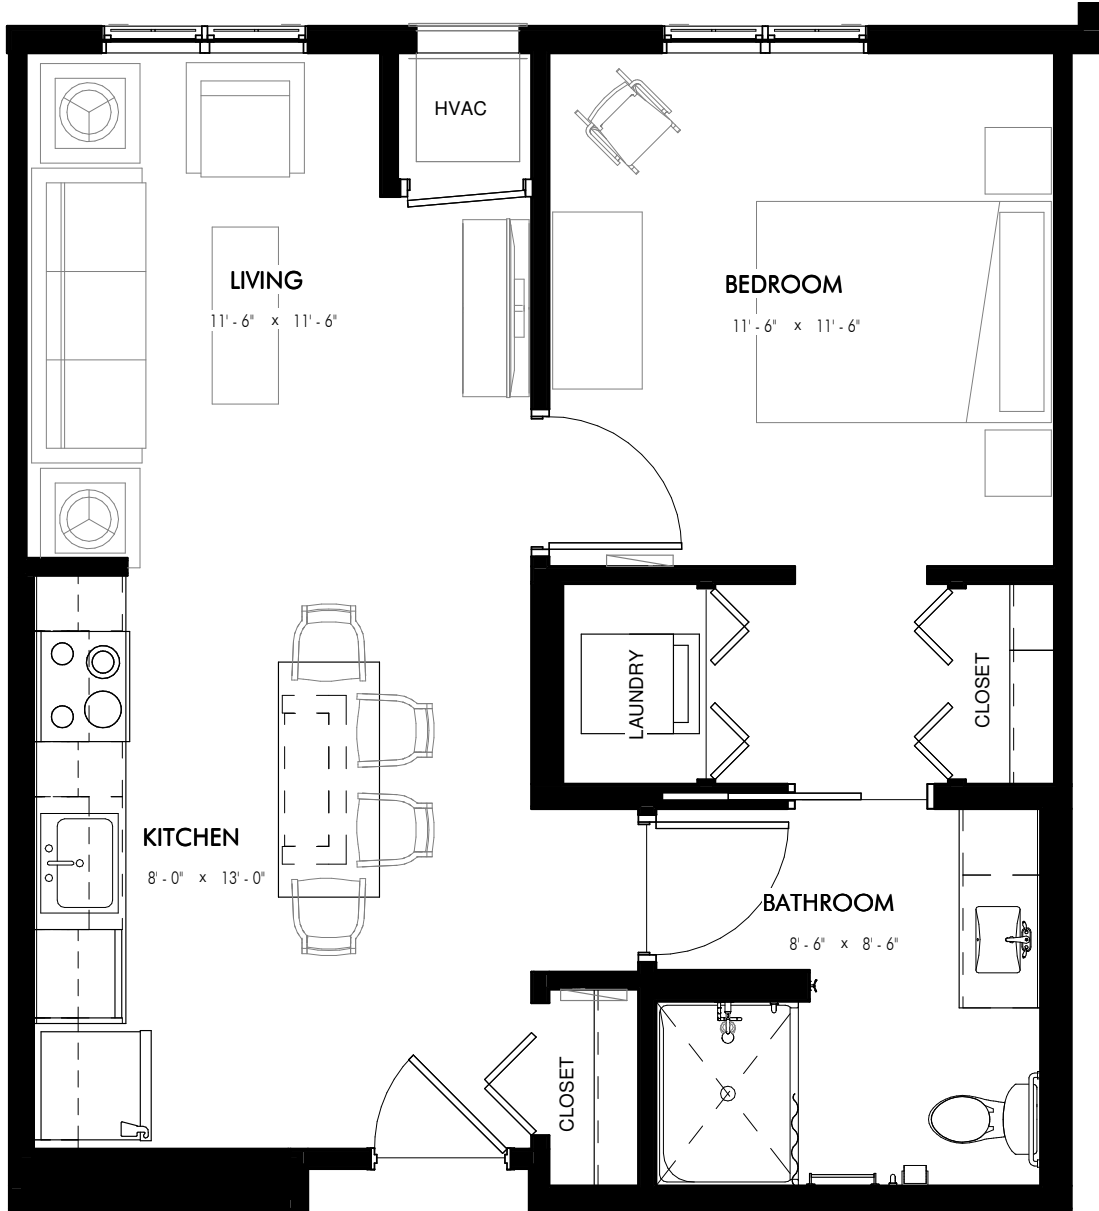 HVAC
LIVING
11' - 6" x 11' - 6"
BEDROOM
11' - 6" x 11' - 6"
LAUNDRY
CLOSET
KITCHEN
8' - 0" x 13' - 0"
BATHROOM
8' - 6" x 8' - 6"
CLOSET